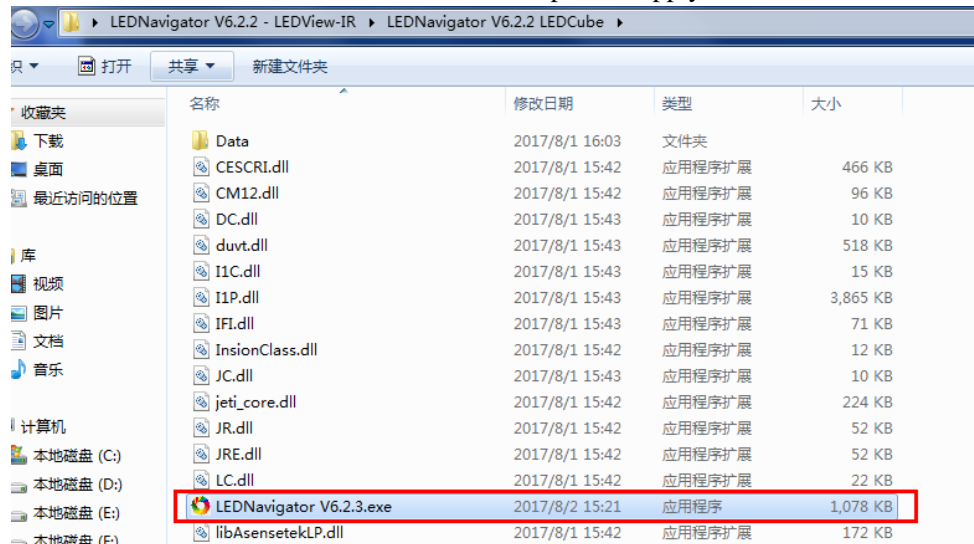 LEDNavigator V6.2.2 - LEDView-IR ▸ LEDNavigator V6.2.2 LEDCube ▸
打开 共享 新建文件夹
收藏夹
下载
桌面
最近访问的位置
库
视频
图片
文档
音乐
计算机
本地磁盘 (C:)
本地磁盘 (D:)
本地磁盘 (E:)
名称 修改日期 类型 大小
Data 2017/8/1 16:03 文件夹
CESCRI.dll 2017/8/1 15:42 应用程序扩展 466 KB
CM12.dll 2017/8/1 15:42 应用程序扩展 96 KB
DC.dll 2017/8/1 15:43 应用程序扩展 10 KB
duvt.dll 2017/8/1 15:43 应用程序扩展 518 KB
I1C.dll 2017/8/1 15:43 应用程序扩展 15 KB
I1P.dll 2017/8/1 15:43 应用程序扩展 3,865 KB
IFI.dll 2017/8/1 15:43 应用程序扩展 71 KB
InsionClass.dll 2017/8/1 15:42 应用程序扩展 12 KB
JC.dll 2017/8/1 15:43 应用程序扩展 10 KB
jeti_core.dll 2017/8/1 15:42 应用程序扩展 224 KB
JR.dll 2017/8/1 15:42 应用程序扩展 52 KB
JRE.dll 2017/8/1 15:42 应用程序扩展 52 KB
LC.dll 2017/8/1 15:42 应用程序扩展 22 KB
LEDNavigator V6.2.3.exe 2017/8/2 15:21 应用程序 1,078 KB
libAsensetekLP.dll 2017/8/1 15:42 应用程序扩展 172 KB